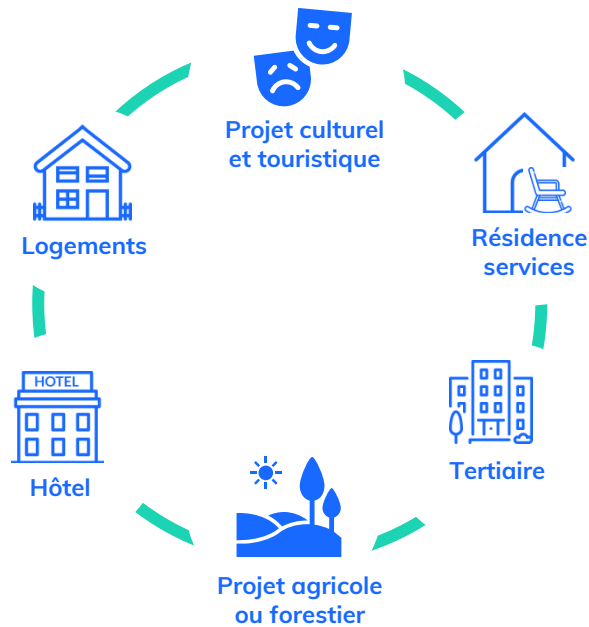 Projet culturel
et touristique
Logements
Résidence
services
HOTEL
Hôtel
Tertiaire
Projet agricole
ou forestier